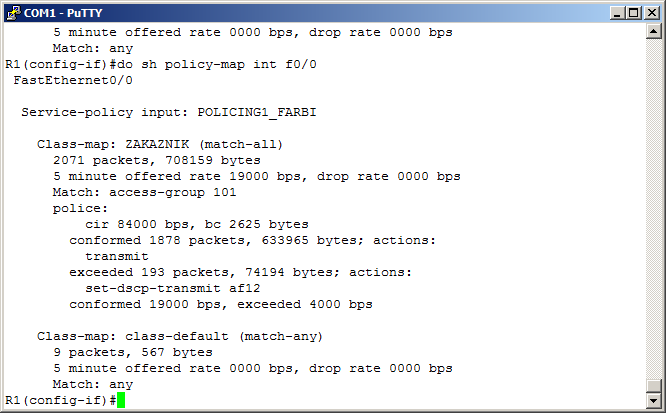 COM1 - PuTTY
5 minute offered rate 0000 bps, drop rate 0000 bps
Match: any
R1(config-if)#do sh policy-map int f0/0
FastEthernet0/0
Service-policy input: POLICING1_FARBI
Class-map: ZAKAZNIK (match-all)
2071 packets, 708159 bytes
5 minute offered rate 19000 bps, drop rate 0000 bps
Match: access-group 101
police:
cir 84000 bps, bc 2625 bytes
conformed 1878 packets, 633965 bytes; actions:
transmit
exceeded 193 packets, 74194 bytes; actions:
set-dscp-transmit af12
conformed 19000 bps, exceeded 4000 bps
Class-map: class-default (match-any)
9 packets, 567 bytes
5 minute offered rate 0000 bps, drop rate 0000 bps
Match: any
R1(config-if)#